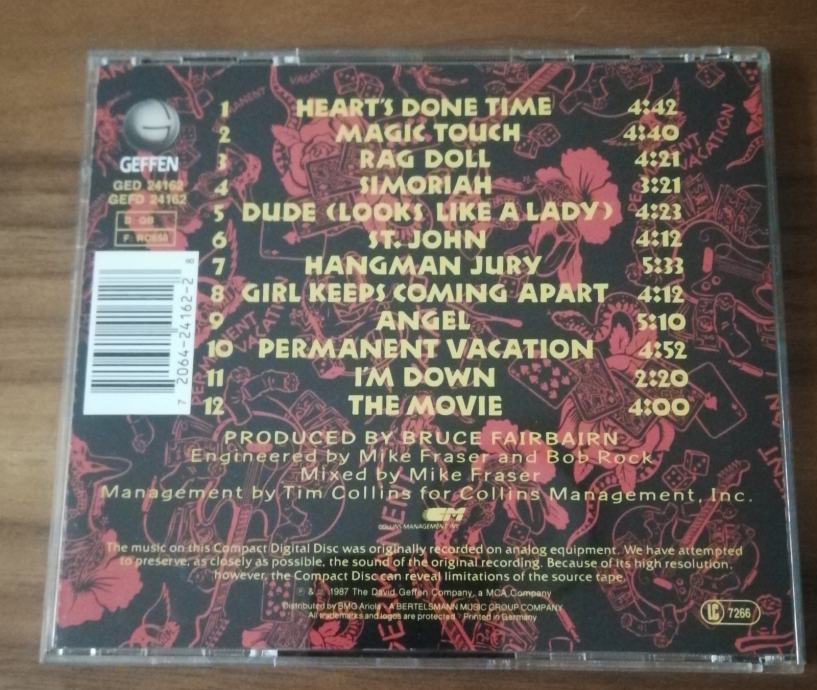 1 HEART'S DONE TIME 4:42
2 MAGIC TOUCH 4:40
3 RAG DOLL 4:21
4 SIMORIAH 3:21
5 DUDE (LOOKS LIKE A LADY) 4:23
6 ST. JOHN 4:12
7 HANGMAN JURY 5:33
8 GIRL KEEPS COMING APART 4:12
9 ANGEL 5:10
10 PERMANENT VACATION 4:52
11 I'M DOWN 2:20
12 THE MOVIE 4:00
GEFFEN
GED 24162
GEFD 24162
D: GB
F: RC650
7 2064-24162-2 8
PRODUCED BY BRUCE FAIRBAIRN
Engineered by Mike Fraser and Bob Rock
Mixed by Mike Fraser
Management by Tim Collins for Collins Management, Inc.
COLLINS MANAGEMENT INC
The music on this Compact Digital Disc was originally recorded on analog equipment. We have attempted
to preserve, as closely as possible, the sound of the original recording. Because of its high resolution,
however, the Compact Disc can reveal limitations of the source tape.
℗ & © 1987 The David Geffen Company, a MCA Company
Distributed by BMG Ariola · A BERTELSMANN MUSIC GROUP COMPANY
All trademarks and logos are protected · Printed in Germany
LC 7266
PERMANENT VACATION